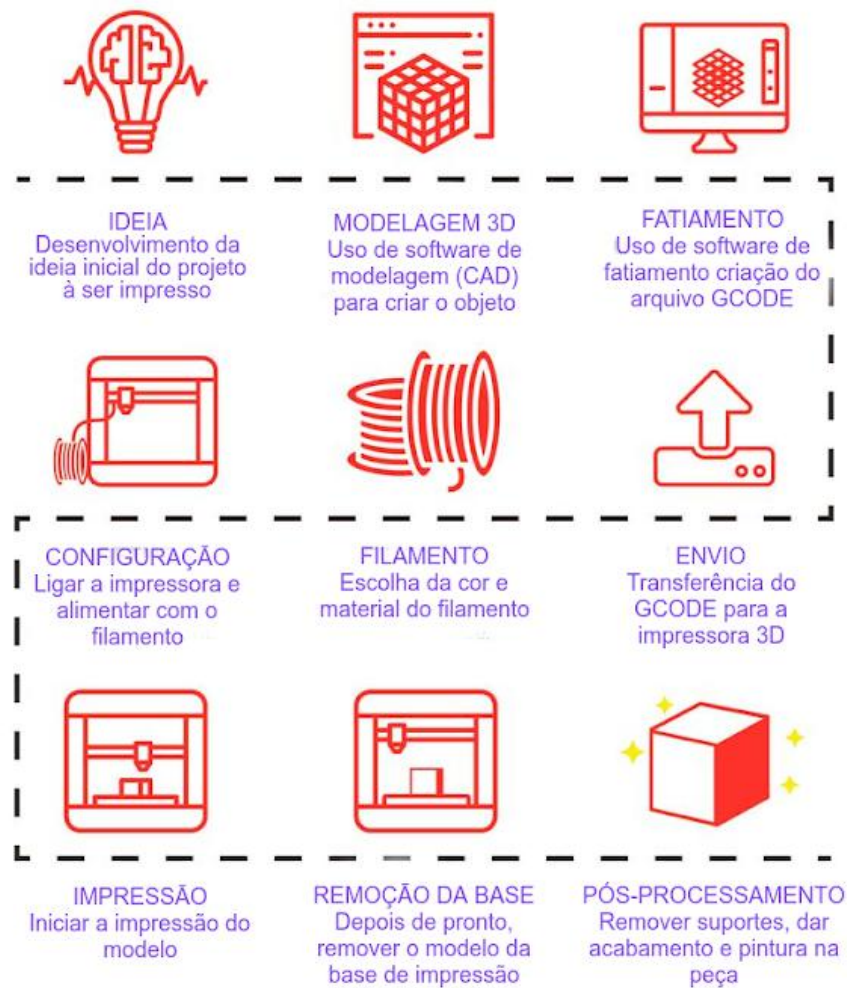 IDEIA
Desenvolvimento da
ideia inicial do projeto
à ser impresso
MODELAGEM 3D
Uso de software de
modelagem (CAD)
para criar o objeto
FATIAMENTO
Uso de software de
fatiamento criação do
arquivo GCODE
CONFIGURAÇÃO
Ligar a impressora e
alimentar com o
filamento
FILAMENTO
Escolha da cor e
material do filamento
ENVIO
Transferência do
GCODE para a
impressora 3D
IMPRESSÃO
Iniciar a impressão do
modelo
REMOÇÃO DA BASE
Depois de pronto,
remover o modelo da
base de impressão
PÓS-PROCESSAMENTO
Remover suportes, dar
acabamento e pintura na
peça